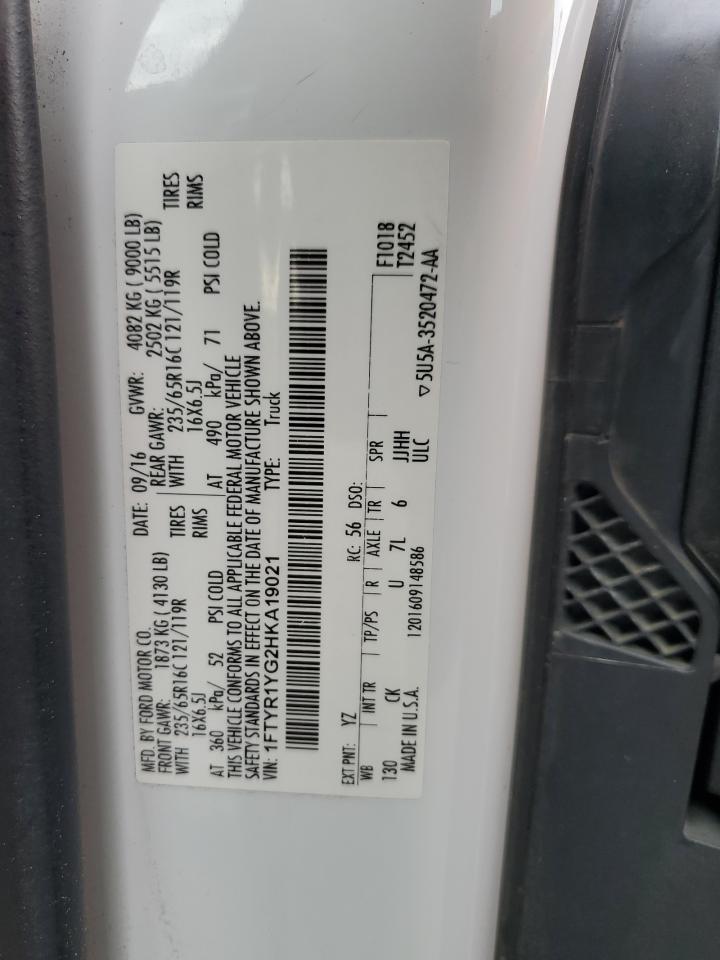 MFD. BY FORD MOTOR CO. DATE: 09/16 GVWR: 4082 KG ( 9000 LB)
FRONT GAWR: 1873 KG ( 4130 LB) REAR GAWR: 2502 KG ( 5515 LB)
WITH 235/65R16C 121/119R TIRES WITH 235/65R16C 121/119R TIRES
16X6.5J RIMS 16X6.5J RIMS
AT 360 kPa/ 52 PSI COLD AT 490 kPa/ 71 PSI COLD
THIS VEHICLE CONFORMS TO ALL APPLICABLE FEDERAL MOTOR VEHICLE
SAFETY STANDARDS IN EFFECT ON THE DATE OF MANUFACTURE SHOWN ABOVE.
VIN: 1FTYR1YG2HKA19021 TYPE: Truck
EXT PNT: YZ RC: 56 DSO:
WB INT TR TP/PS R AXLE TR SPR F1018
130 CK U 7L 6 JJHH T2452
MADE IN U.S.A. 1201609148586 ULC ▽5U5A-3520472-AA